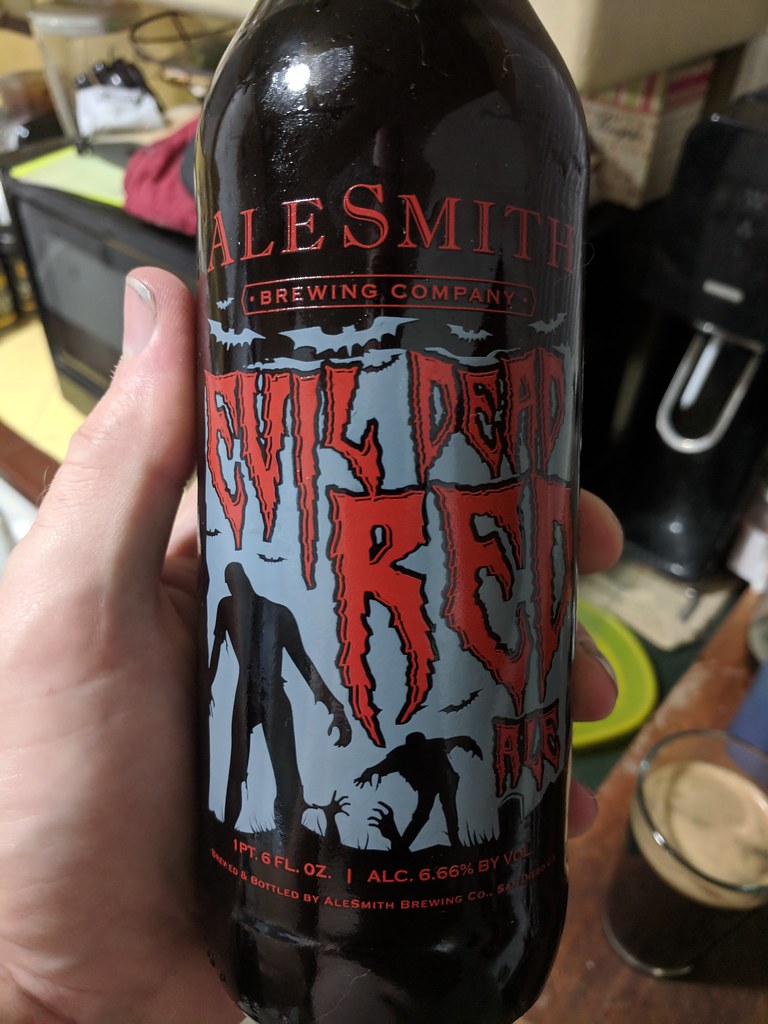 ALESMITH
·BREWING COMPANY·
EVIL DEAD
RED
ALE
1PT. 6 FL. OZ. | ALC. 6.66% BY VOL
BREWED & BOTTLED BY ALESMITH BREWING CO., SAN DIEGO